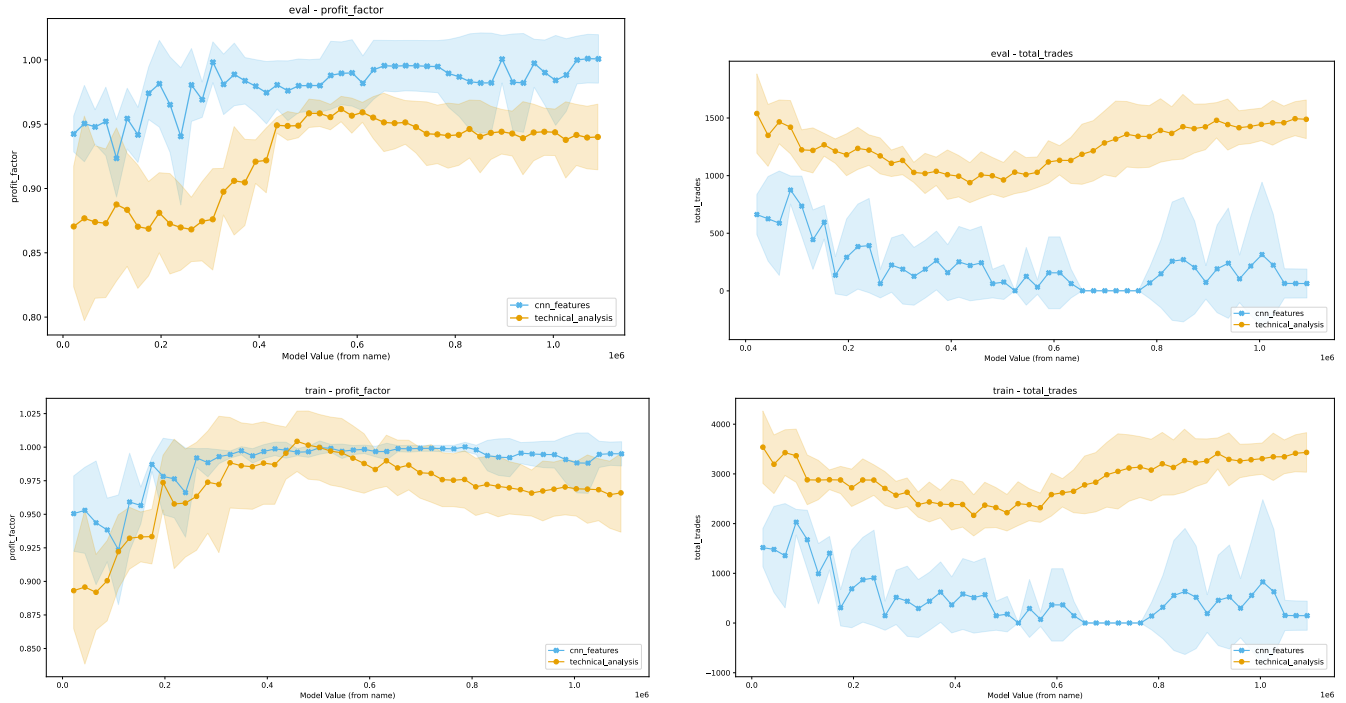 eval - profit_factor
1.00
0.95
0.90
0.85
0.80
profit_factor
cnn_features
technical_analysis
0.0 0.2 0.4 0.6 0.8 1.0
1e6
Model Value (from name)
eval - total_trades
1500
1000
500
0
total_trades
cnn_features
technical_analysis
0.0 0.2 0.4 0.6 0.8 1.0
1e6
Model Value (from name)
train - profit_factor
1.025
1.000
0.975
0.950
0.925
0.900
0.875
0.850
profit_factor
cnn_features
technical_analysis
0.0 0.2 0.4 0.6 0.8 1.0
1e6
Model Value (from name)
train - total_trades
4000
3000
2000
1000
0
−1000
total_trades
cnn_features
technical_analysis
0.0 0.2 0.4 0.6 0.8 1.0
1e6
Model Value (from name)